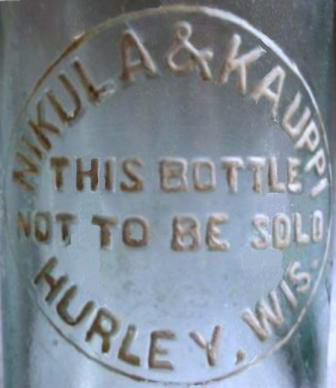 NIKULA & KAUPPI
THIS BOTTLE
NOT TO BE SOLD
HURLEY, WIS.